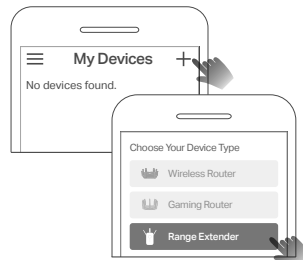 My Devices
No devices found.
Choose Your Device Type
Wireless Router
Gaming Router
Range Extender